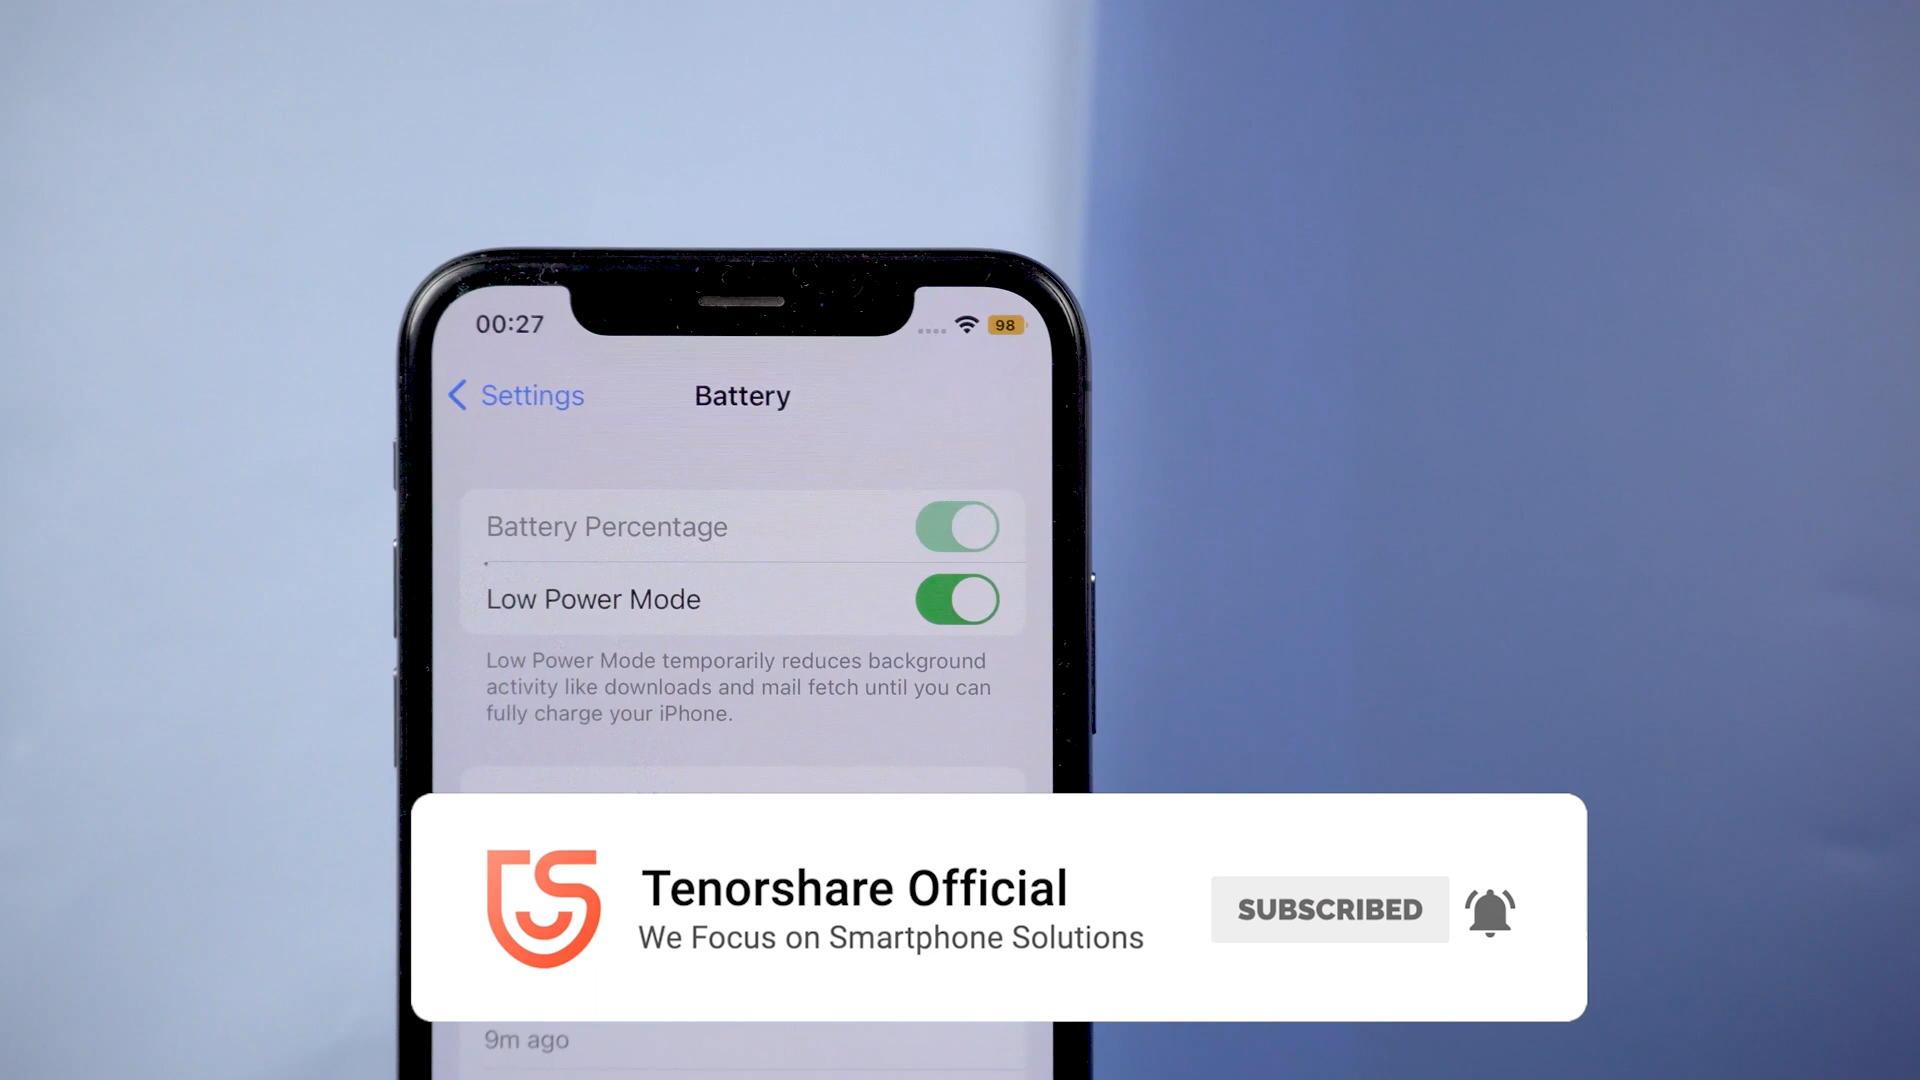 00:27
98
Settings
Battery
Battery Percentage
Low Power Mode
Low Power Mode temporarily reduces background
activity like downloads and mail fetch until you can
fully charge your iPhone.
Tenorshare Official
We Focus on Smartphone Solutions
SUBSCRIBED
9m ago